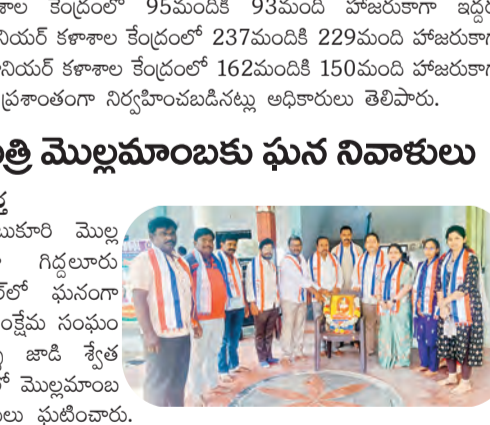 శాల కేంద్రంలో 95మందికి 93మంది హాజరుకాగా ఇద్దర
నియర్ కళాశాల కేంద్రంలో 237మందికి 229మంది హాజరుకాగ
నియర్ కళాశాల కేంద్రంలో 162మందికి 150మంది హాజరుకాగ
ప్రశాంతంగా నిర్వహించబడినట్లు అధికారులు తెలిపారు.
త్రి మొల్లమాంబకు ఘన నివాళులు
బుకూరి మొల్ల
గిద్దలూరు
లో ఘనంగా
ంక్షేమ సంఘం
జాడి శ్వేత
లో మొల్లమాంబ
లు ఘటించారు.